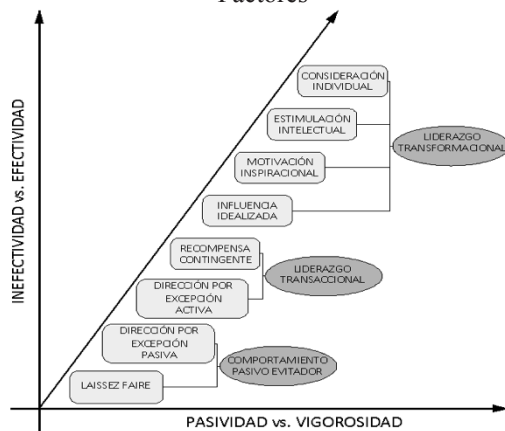 Factores
CONSIDERACIÓN
INDIVIDUAL
ESTIMULACIÓN
INTELECTUAL
LIDERAZGO
TRANSFORMACIONAL
MOTIVACIÓN
INSPIRACIONAL
INFLUENCIA
IDEALIZADA
RECOMPENSA
CONTINGENTE
LIDERAZGO
TRANSACCIONAL
DIRECCIÓN POR
EXCEPCIÓN
ACTIVA
DIRECCIÓN POR
EXCEPCIÓN
PASIVA
COMPORTAMIENTO
PASIVO EVITADOR
LAISSEZ FAIRE
INEFECTIVIDAD vs. EFECTIVIDAD
PASIVIDAD vs. VIGOROSIDAD